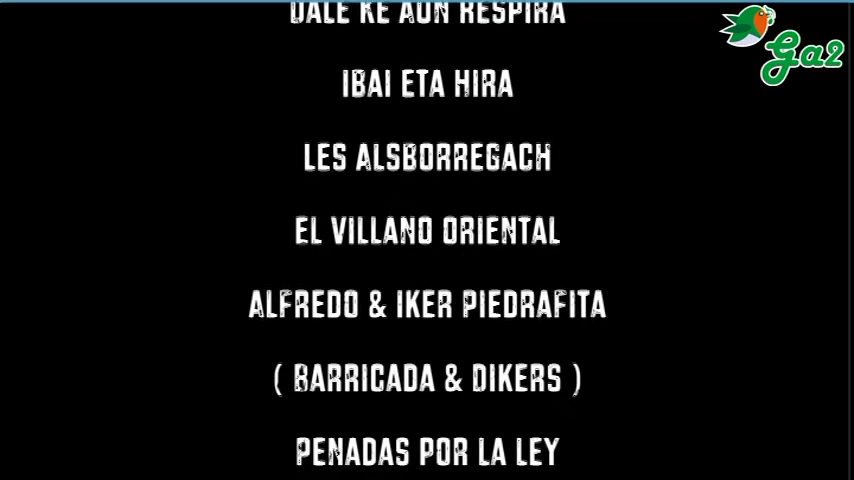 DALE KE AUN RESPIRA
Ga2
IBAI ETA HIRA
LES ALSBORREGACH
EL VILLANO ORIENTAL
ALFREDO & IKER PIEDRAFITA
( BARRICADA & DIKERS )
PENADAS POR LA LEY